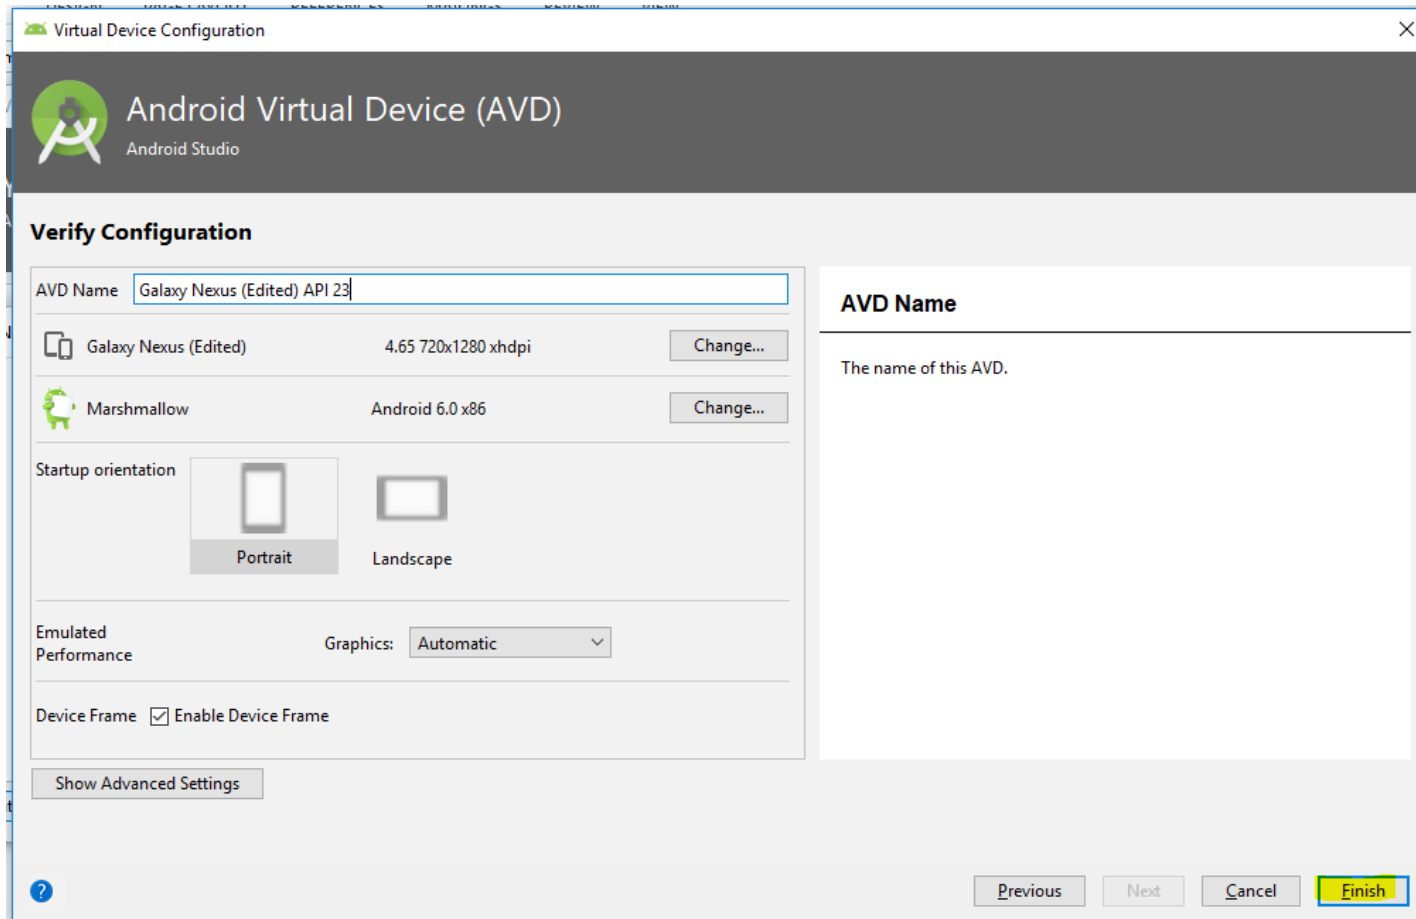 Virtual Device Configuration
Android Virtual Device (AVD)
Android Studio
Verify Configuration
AVD Name Galaxy Nexus (Edited) API 23
Galaxy Nexus (Edited) 4.65 720x1280 xhdpi Change...
Marshmallow Android 6.0 x86 Change...
Startup orientation
Portrait
Landscape
Emulated
Performance
Graphics: Automatic
Device Frame Enable Device Frame
Show Advanced Settings
AVD Name
The name of this AVD.
?
Previous Next Cancel Finish